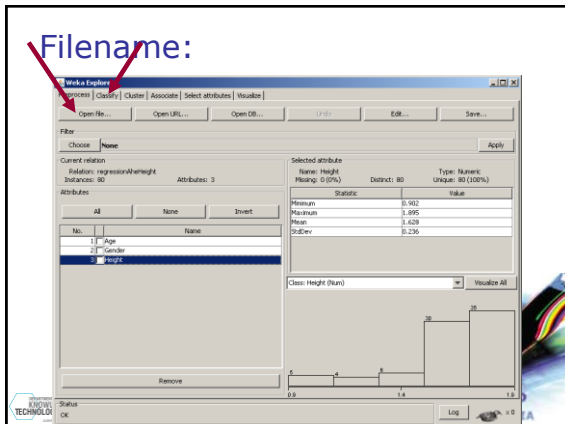 Filename:
Weka Explorer
Preprocess Classify Cluster Associate Select attributes Visualize
Open file... Open URL... Open DB... Undo Edit... Save...
Filter
Choose None Apply
Current relation
Relation: regressionAheHeight
Instances: 80 Attributes: 3
Attributes
All None Invert
No. Name
1 Age
2 Gender
3 Height
Remove
Selected attribute
Name: Height Type: Numeric
Missing: 0 (0%) Distinct: 80 Unique: 80 (100%)
Statistic Value
Minimum 0.902
Maximum 1.895
Mean 1.628
StdDev 0.236
Class: Height (Num) Visualize All
30
4
0.9 1.4 1.9
Status
OK
Log x 0
TECHNOLO